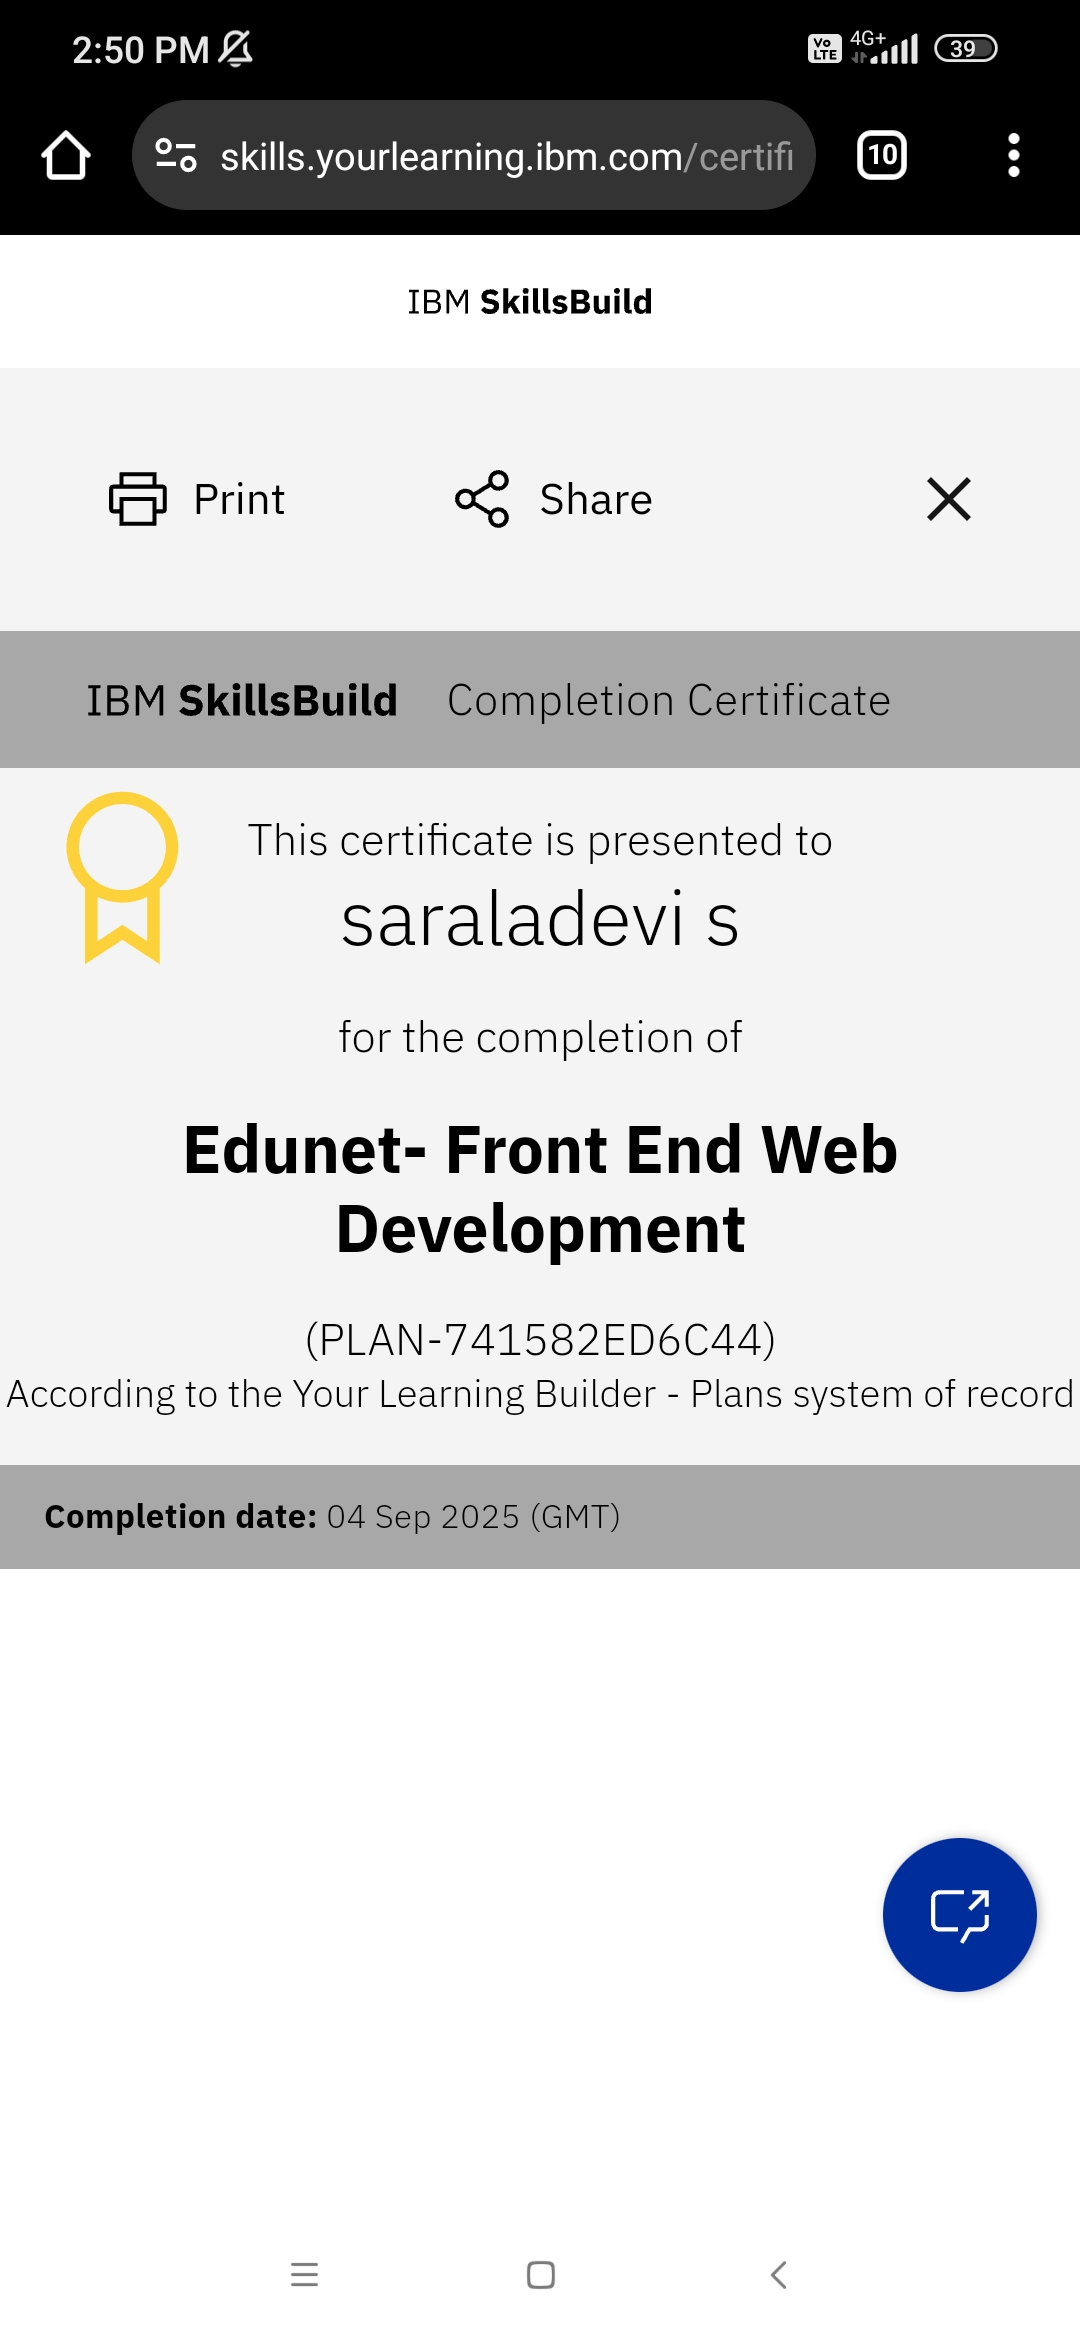 2:50 PM
Vo LTE 4G+ 39
skills.yourlearning.ibm.com/certifi
10
IBM SkillsBuild
Print Share
IBM SkillsBuild Completion Certificate
This certificate is presented to
saraladevi s
for the completion of
Edunet- Front End Web
Development
(PLAN-741582ED6C44)
According to the Your Learning Builder - Plans system of record
Completion date: 04 Sep 2025 (GMT)